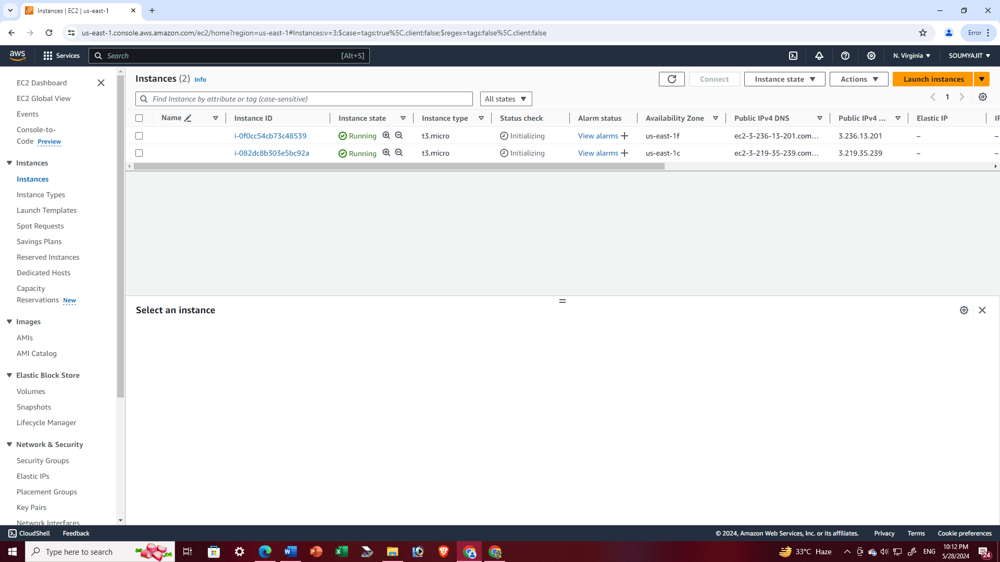 Instances | EC2 | us-east-1
us-east-1.console.aws.amazon.com/ec2/home?region=us-east-1#Instances:v=3;$case=tags:true%5C,client:false;$regex=tags:false%5C,client:false
Error
aws
Services
Search
[Alt+S]
N. Virginia
SOUMYAJIT
EC2 Dashboard
EC2 Global View
Events
Console-to-
Code Preview
Instances
Instances
Instance Types
Launch Templates
Spot Requests
Savings Plans
Reserved Instances
Dedicated Hosts
Capacity
Reservations New
Images
AMIs
AMI Catalog
Elastic Block Store
Volumes
Snapshots
Lifecycle Manager
Network & Security
Security Groups
Elastic IPs
Placement Groups
Key Pairs
Network Interfaces
Instances (2) Info
Connect
Instance state
Actions
Launch instances
Find Instance by attribute or tag (case-sensitive)
All states
1
Name Instance ID Instance state Instance type Status check Alarm status Availability Zone Public IPv4 DNS Public IPv4 ... Elastic IP IP
i-0f0cc54cb73c48539 Running t3.micro Initializing View alarms + us-east-1f ec2-3-236-13-201.com... 3.236.13.201 – –
i-082dc8b303e5bc92a Running t3.micro Initializing View alarms + us-east-1c ec2-3-219-35-239.com... 3.219.35.239 – –
Select an instance
CloudShell
Feedback
© 2024, Amazon Web Services, Inc. or its affiliates.
Privacy
Terms
Cookie preferences
Type here to search
33°C Haze
ENG
10:12 PM
5/28/2024
24